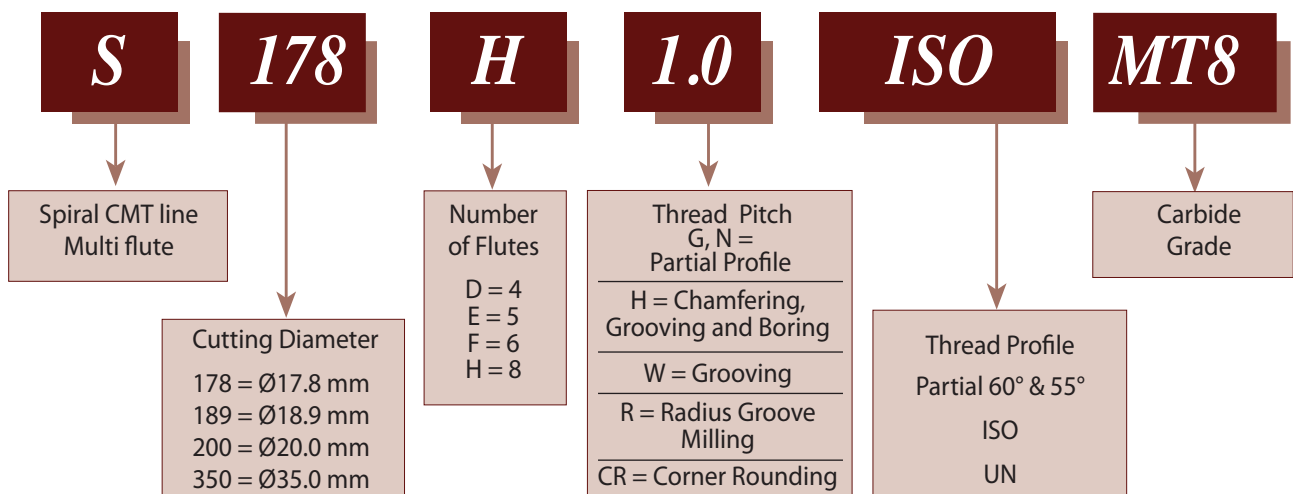 S 178 H 1.0 ISO MT8
Spiral CMT line
Multi flute
Cutting Diameter
178 = Ø17.8 mm
189 = Ø18.9 mm
200 = Ø20.0 mm
350 = Ø35.0 mm
Number
of Flutes
D = 4
E = 5
F = 6
H = 8
Thread Pitch
G, N =
Partial Profile
H = Chamfering,
Grooving and Boring
W = Grooving
R = Radius Groove
Milling
CR = Corner Rounding
Thread Profile
Partial 60° & 55°
ISO
UN
Carbide
Grade